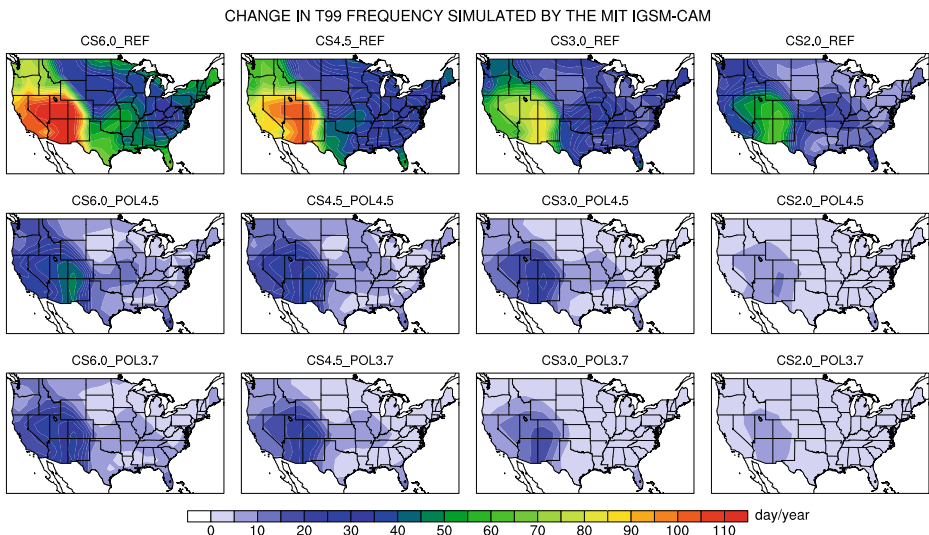 CHANGE IN T99 FREQUENCY SIMULATED BY THE MIT IGSM-CAM
CS6.0_REF CS4.5_REF CS3.0_REF CS2.0_REF
CS6.0_POL4.5 CS4.5_POL4.5 CS3.0_POL4.5 CS2.0_POL4.5
CS6.0_POL3.7 CS4.5_POL3.7 CS3.0_POL3.7 CS2.0_POL3.7
0 10 20 30 40 50 60 70 80 90 100 110 day/year